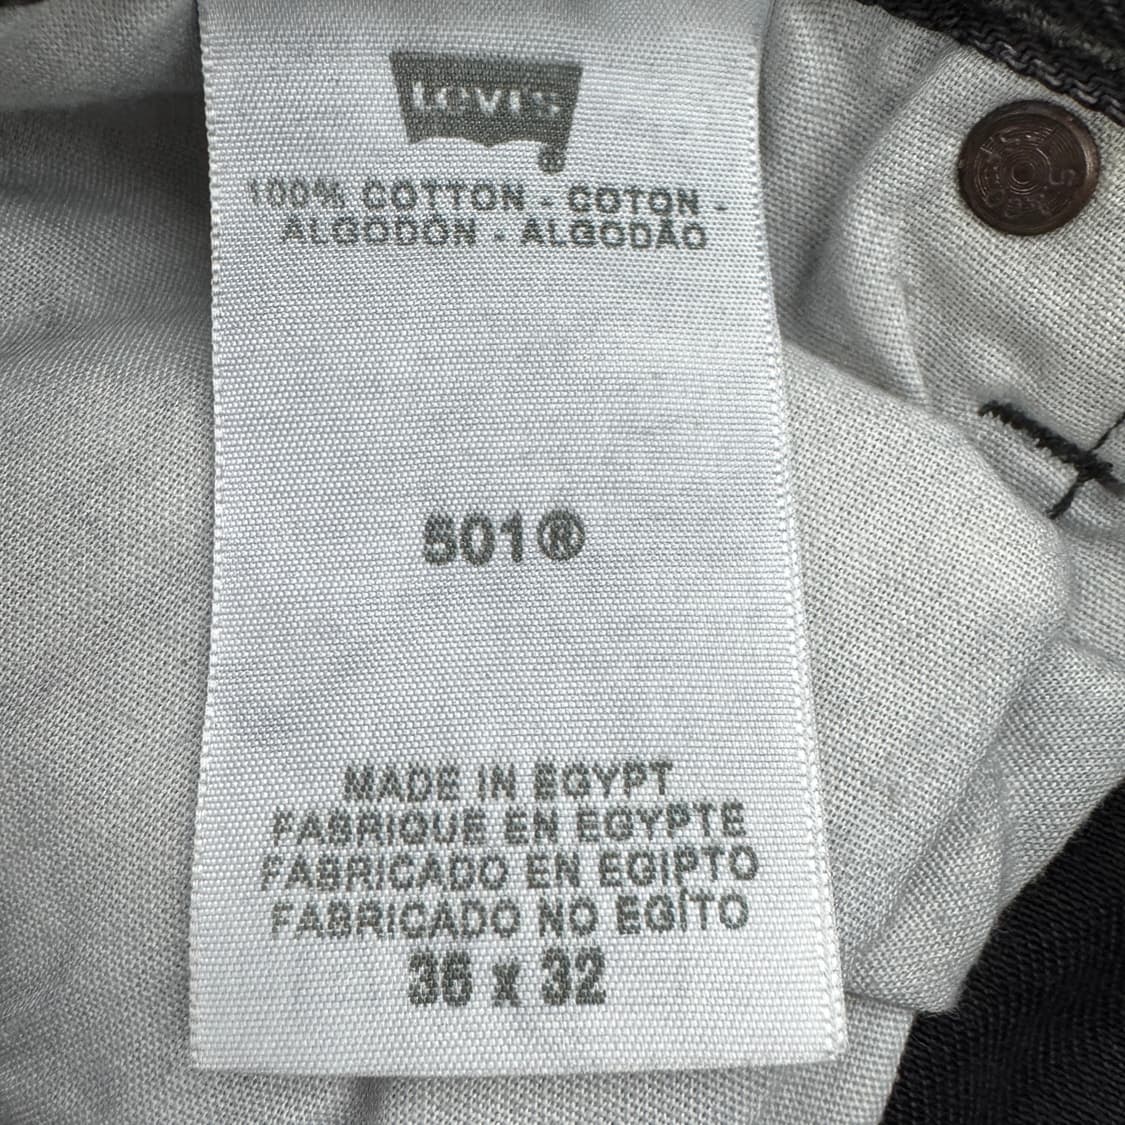 LEVI'S
®
100% COTTON - COTON -
ALGODÓN - ALGODÃO
501®
MADE IN EGYPT
FABRIQUE EN EGYPTE
FABRICADO EN EGIPTO
FABRICADO NO EGÍTO
36 x 32